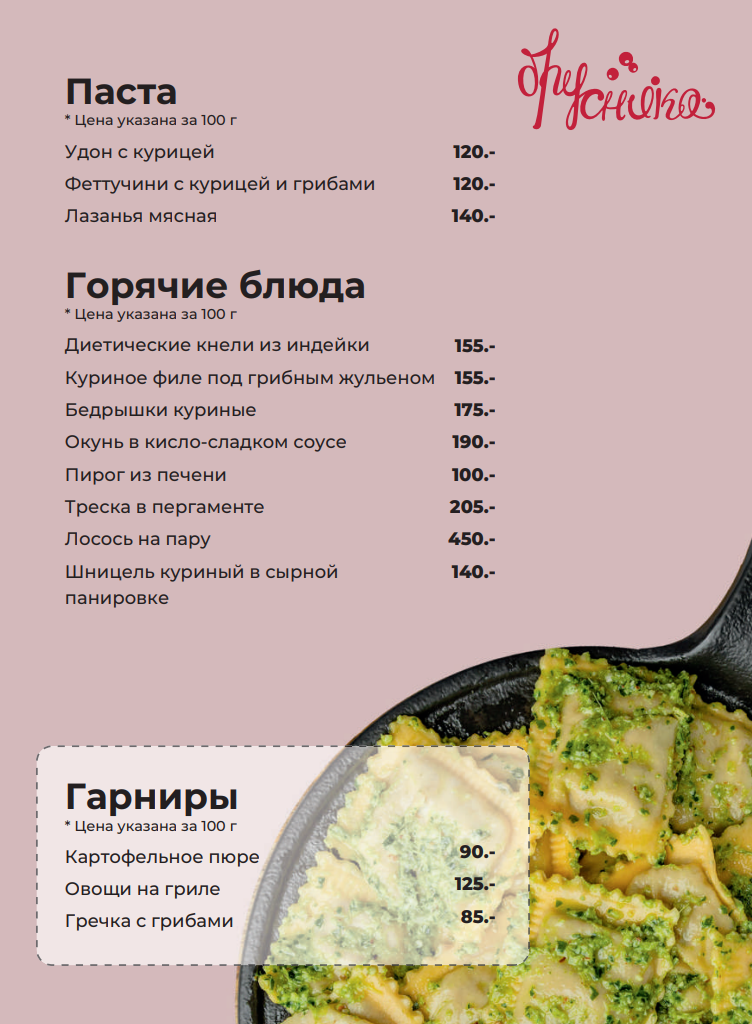 брусника
Паста
* Цена указана за 100 г
Удон с курицей 120.-
Феттучини с курицей и грибами 120.-
Лазанья мясная 140.-
Горячие блюда
* Цена указана за 100 г
Диетические кнели из индейки 155.-
Куриное филе под грибным жульеном 155.-
Бедрышки куриные 175.-
Окунь в кисло-сладком соусе 190.-
Пирог из печени 100.-
Треска в пергаменте 205.-
Лосось на пару 450.-
Шницель куриный в сырной 140.-
панировке
Гарниры
* Цена указана за 100 г
Картофельное пюре 90.-
Овощи на гриле 125.-
Гречка с грибами 85.-